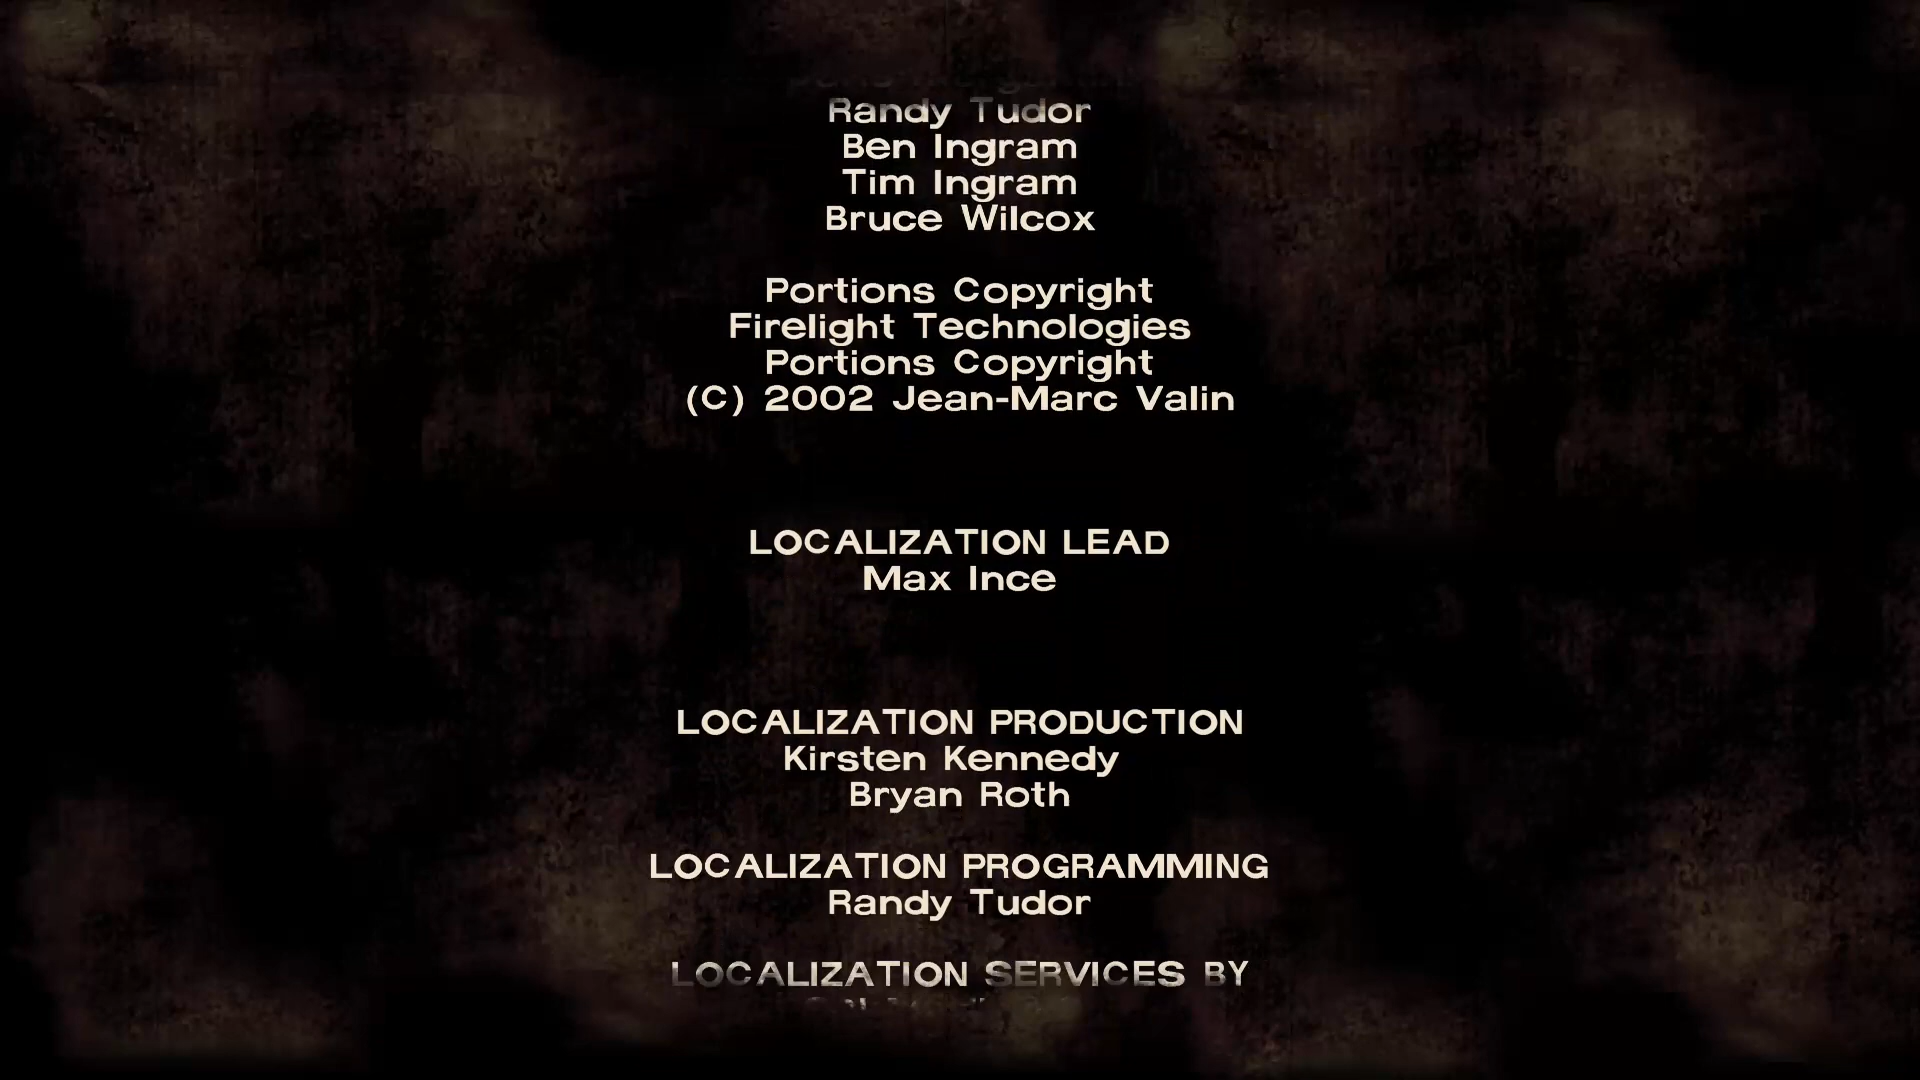 Randy Tudor
Ben Ingram
Tim Ingram
Bruce Wilcox
Portions Copyright
Firelight Technologies
Portions Copyright
(C) 2002 Jean-Marc Valin
LOCALIZATION LEAD
Max Ince
LOCALIZATION PRODUCTION
Kirsten Kennedy
Bryan Roth
LOCALIZATION PROGRAMMING
Randy Tudor
LOCALIZATION SERVICES BY